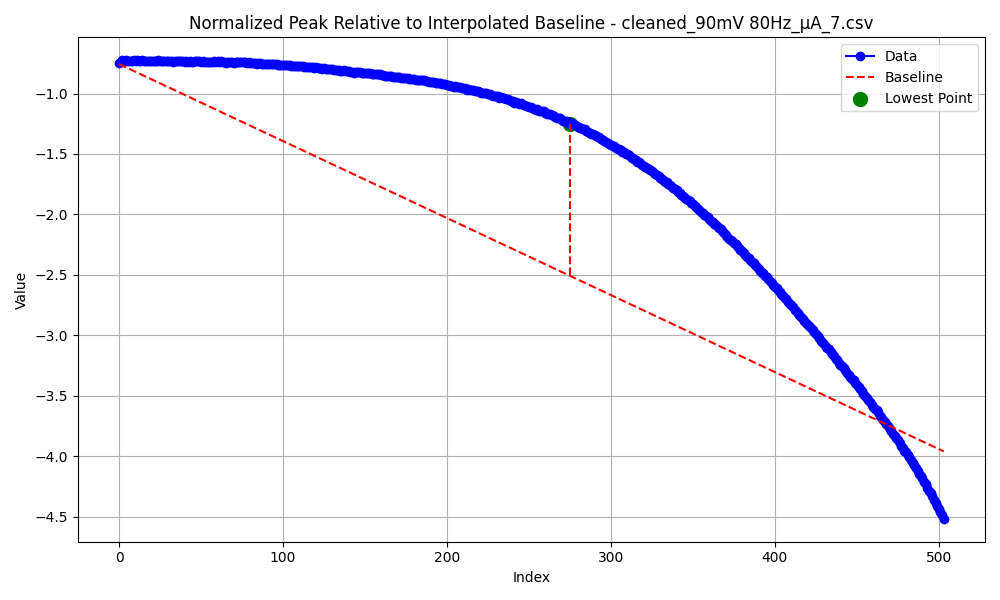 Normalized Peak Relative to Interpolated Baseline - cleaned_90mV 80Hz_μA_7.csv
Data
Baseline
Lowest Point
Value
−1.0
−1.5
−2.0
−2.5
−3.0
−3.5
−4.0
−4.5
0
100
200
300
400
500
Index